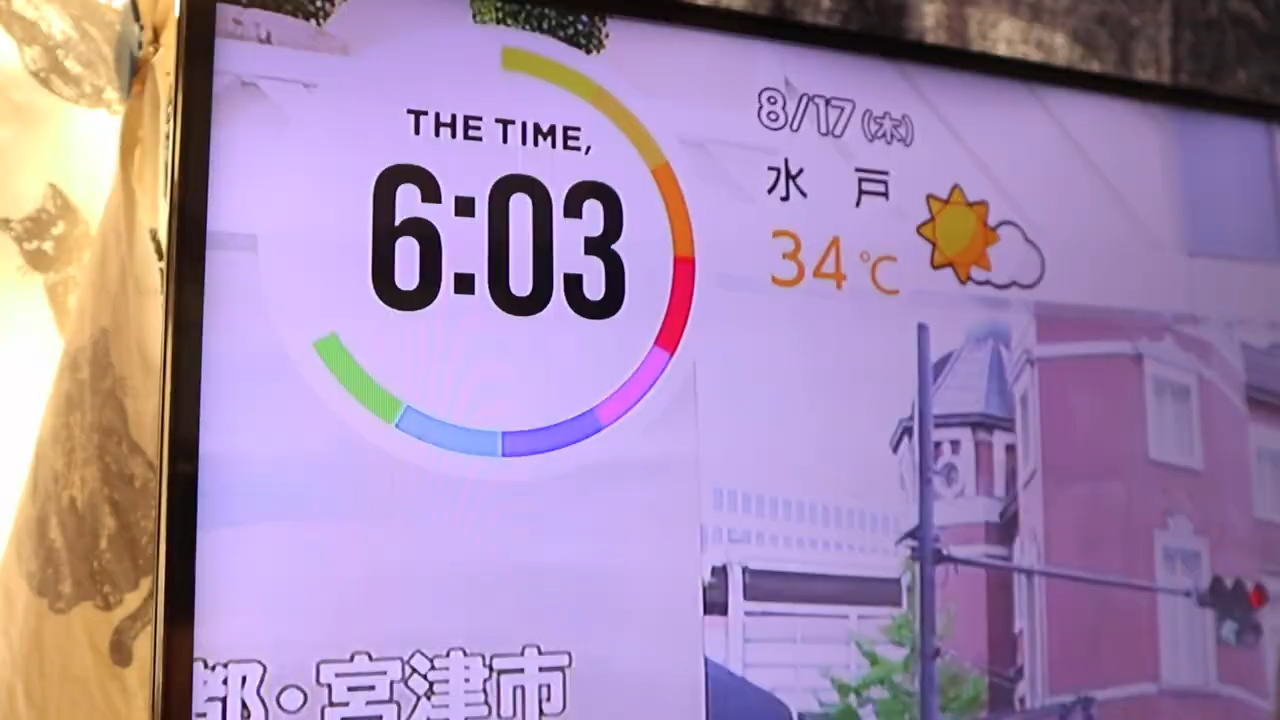 THE TIME,
6:03
8/17(木)
水 戸
34℃
都・宮津市